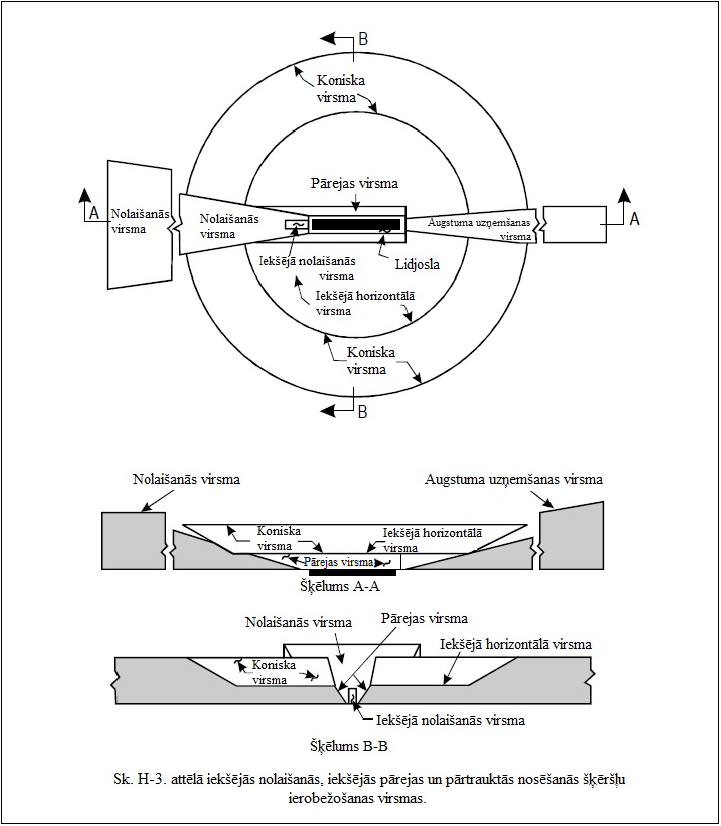 B
Koniska
virsma
Pārejas virsma
A
Nolaišanās
virsma
Nolaišanās
virsma
Augstuma uzņemšanas
virsma
A
Iekšējā nolaišanās
virsma
Lidjosla
Iekšējā horizontālā
virsma
Koniska
virsma
B
Nolaišanās virsma
Augstuma uzņemšanas virsma
Koniska
virsma
Iekšējā horizontālā
virsma
Pārejas virsma
Šķēlums A-A
Nolaišanās virsma
Pārejas virsma
Iekšējā horizontālā virsma
Koniska
virsma
Iekšējā nolaišanās virsma
Šķēlums B-B
Sk. H-3. attēlā iekšējās nolaišanās, iekšējās pārejas un pārtrauktās nosēšanās šķēršļu
ierobežošanas virsmas.